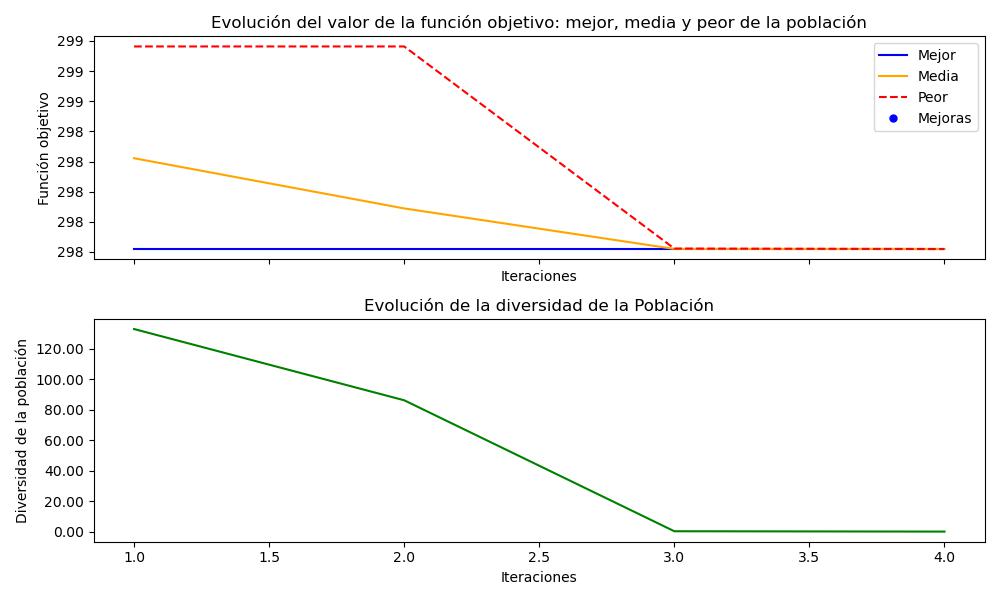 Evolución del valor de la función objetivo: mejor, media y peor de la población
299
299
299
298
298
298
298
298
Función objetivo
Mejor
Media
Peor
Mejoras
Iteraciones
Evolución de la diversidad de la Población
120.00
100.00
80.00
60.00
40.00
20.00
0.00
Diversidad de la población
1.0 1.5 2.0 2.5 3.0 3.5 4.0
Iteraciones